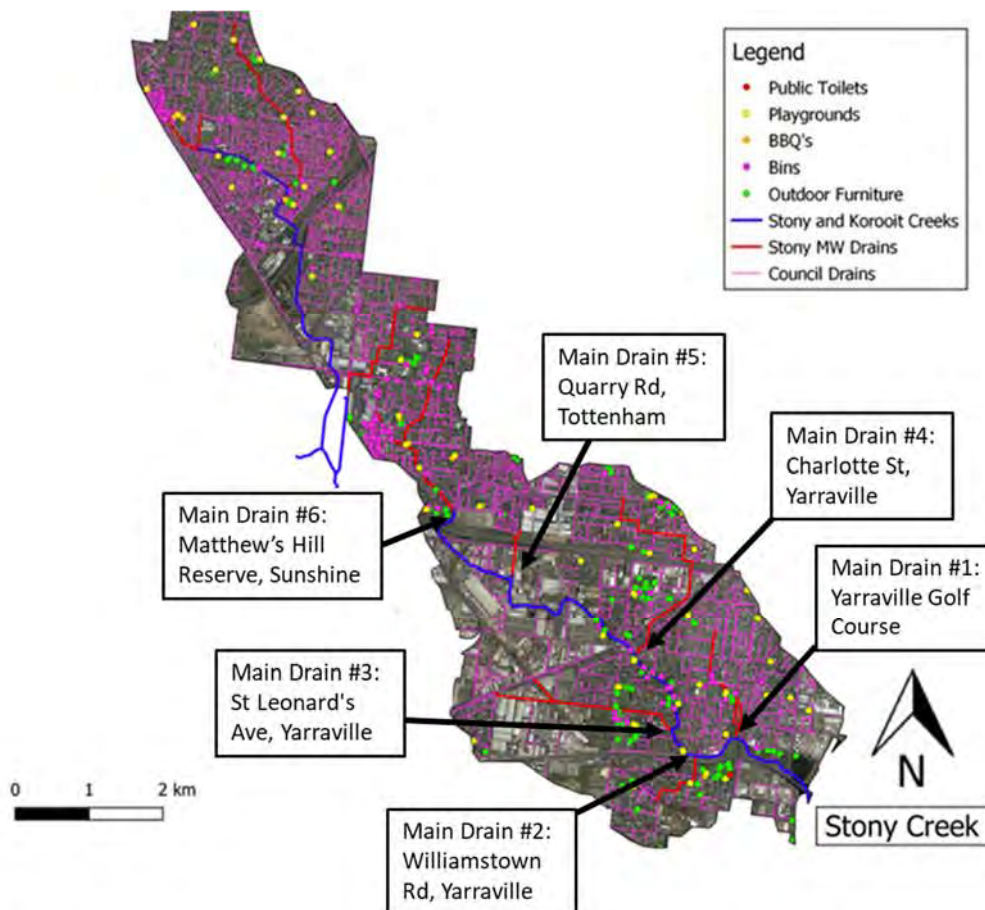 Legend
Public Toilets
Playgrounds
BBQ's
Bins
Outdoor Furniture
Stony and Korooit Creeks
Stony MW Drains
Council Drains
Main Drain #5:
Quarry Rd,
Tottenham
Main Drain #4:
Charlotte St,
Yarraville
Main Drain #6:
Matthew's Hill
Reserve, Sunshine
Main Drain #1:
Yarraville Golf
Course
Main Drain #3:
St Leonard's
Ave, Yarraville
N
0 1 2 km
Stony Creek
Main Drain #2:
Williamstown
Rd, Yarraville